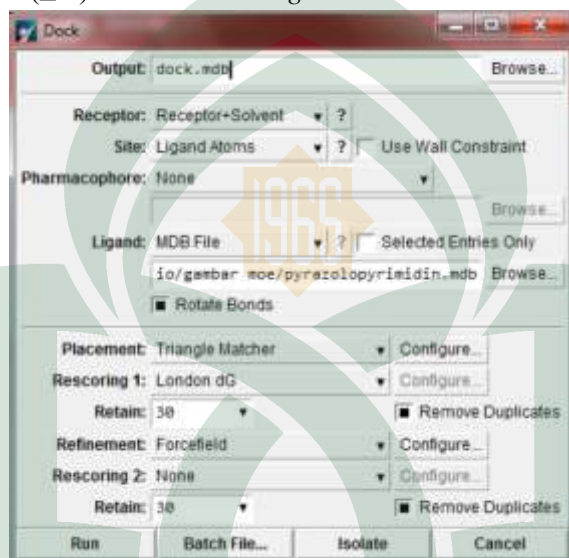 Dock
Output: dock.mdb Browse...
Receptor: Receptor+Solvent ?
Site: Ligand Atoms ? Use Wall Constraint
Pharmacophore: None
Browse...
Ligand: MDB File ? Selected Entries Only
io/gambar moe/pyrazolopyrimidin.mdb Browse...
Rotate Bonds
Placement: Triangle Matcher Configure...
Rescoring 1: London dG Configure...
Retain: 30 Remove Duplicates
Refinement: Forcefield Configure...
Rescoring 2: None Configure...
Retain: 30 Remove Duplicates
Run Batch File... Isolate Cancel
1965